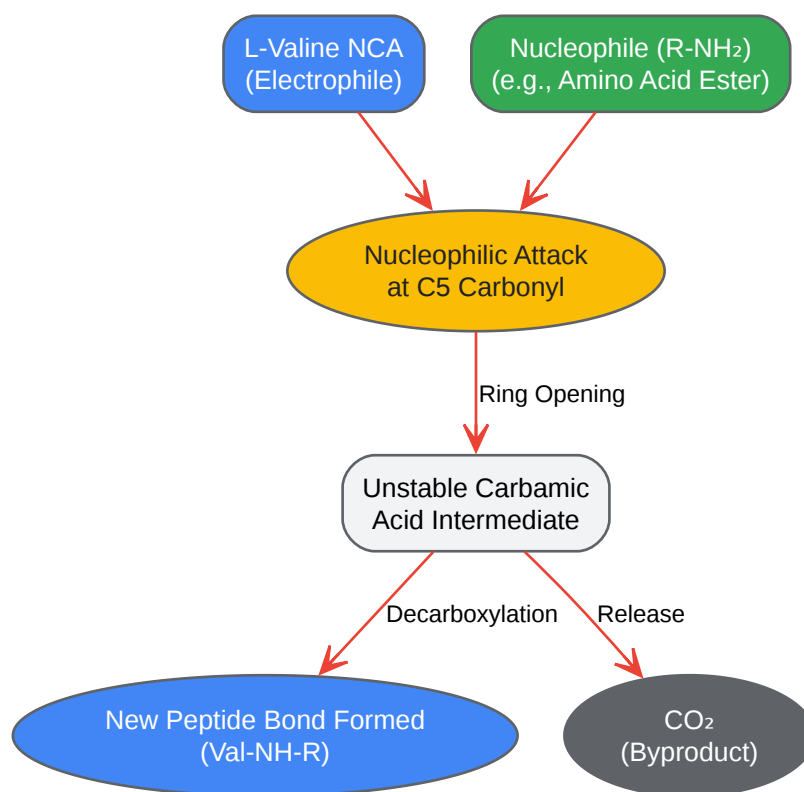 L-Valine NCA
(Electrophile)
Nucleophile (R-NH₂)
(e.g., Amino Acid Ester)
Nucleophilic Attack
at C5 Carbonyl
Ring Opening
Unstable Carbamic
Acid Intermediate
Decarboxylation
Release
New Peptide Bond Formed
(Val-NH-R)
CO₂
(Byproduct)